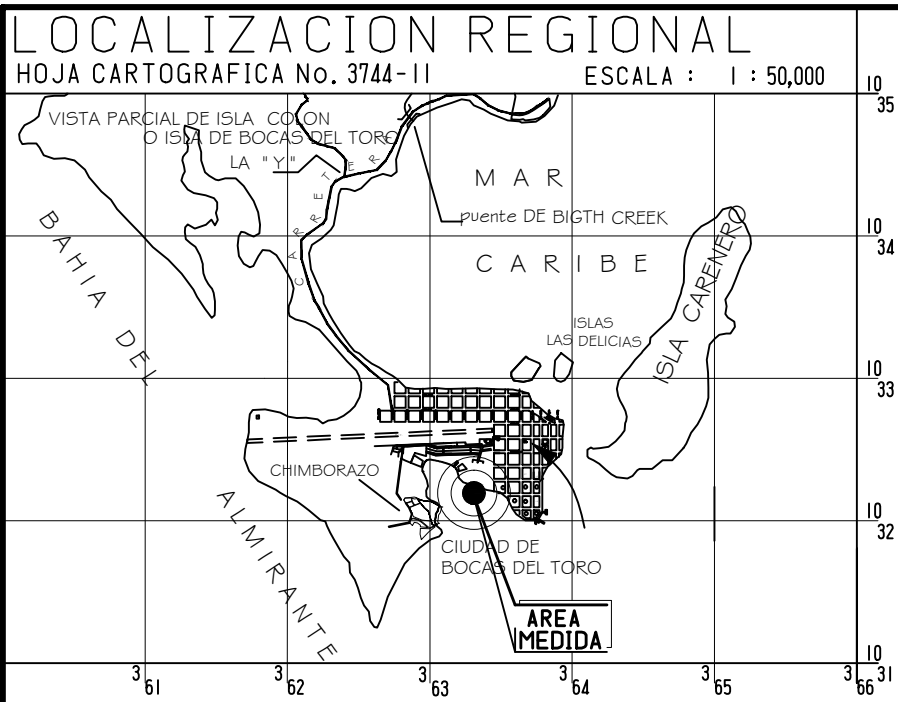 LOCALIZACION REGIONAL
HOJA CARTOGRAFICA No. 3744-11
ESCALA : 1 : 50,000
10 35
VISTA PARCIAL DE ISLA COLON
O ISLA DE BOCAS DEL TORO
LA "Y"
CARRETERA
MAR
puente DE BIGTH CREEK
10 34
CARIBE
BAHIA DEL
ISLA CARENERO
ISLAS
LAS DELICIAS
10 33
CHIMBORAZO
ALMIRANTE
10 32
CIUDAD DE
BOCAS DEL TORO
AREA
MEDIDA
10 31
3 61
3 62
3 63
3 64
3 65
3 66